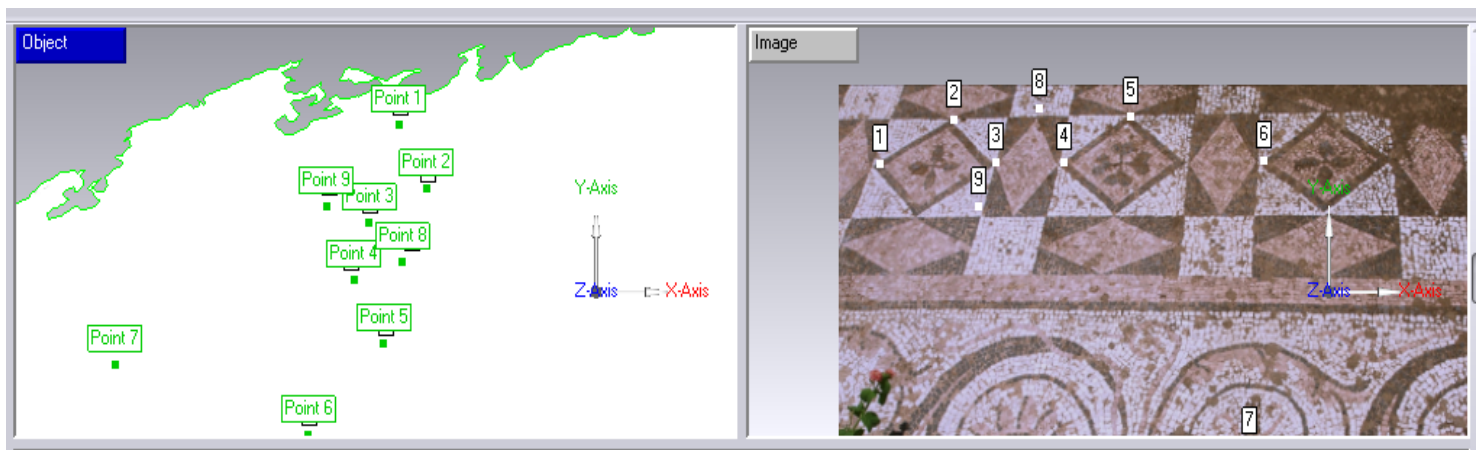 Object
Point 1
Point 2
Point 9
Point 3
Point 8
Point 4
Point 5
Point 7
Point 6
Y-Axis
Z-Axis
X-Axis
Image
8
2
5
1
3
4
6
9
Y-Axis
Z-Axis
X-Axis
7